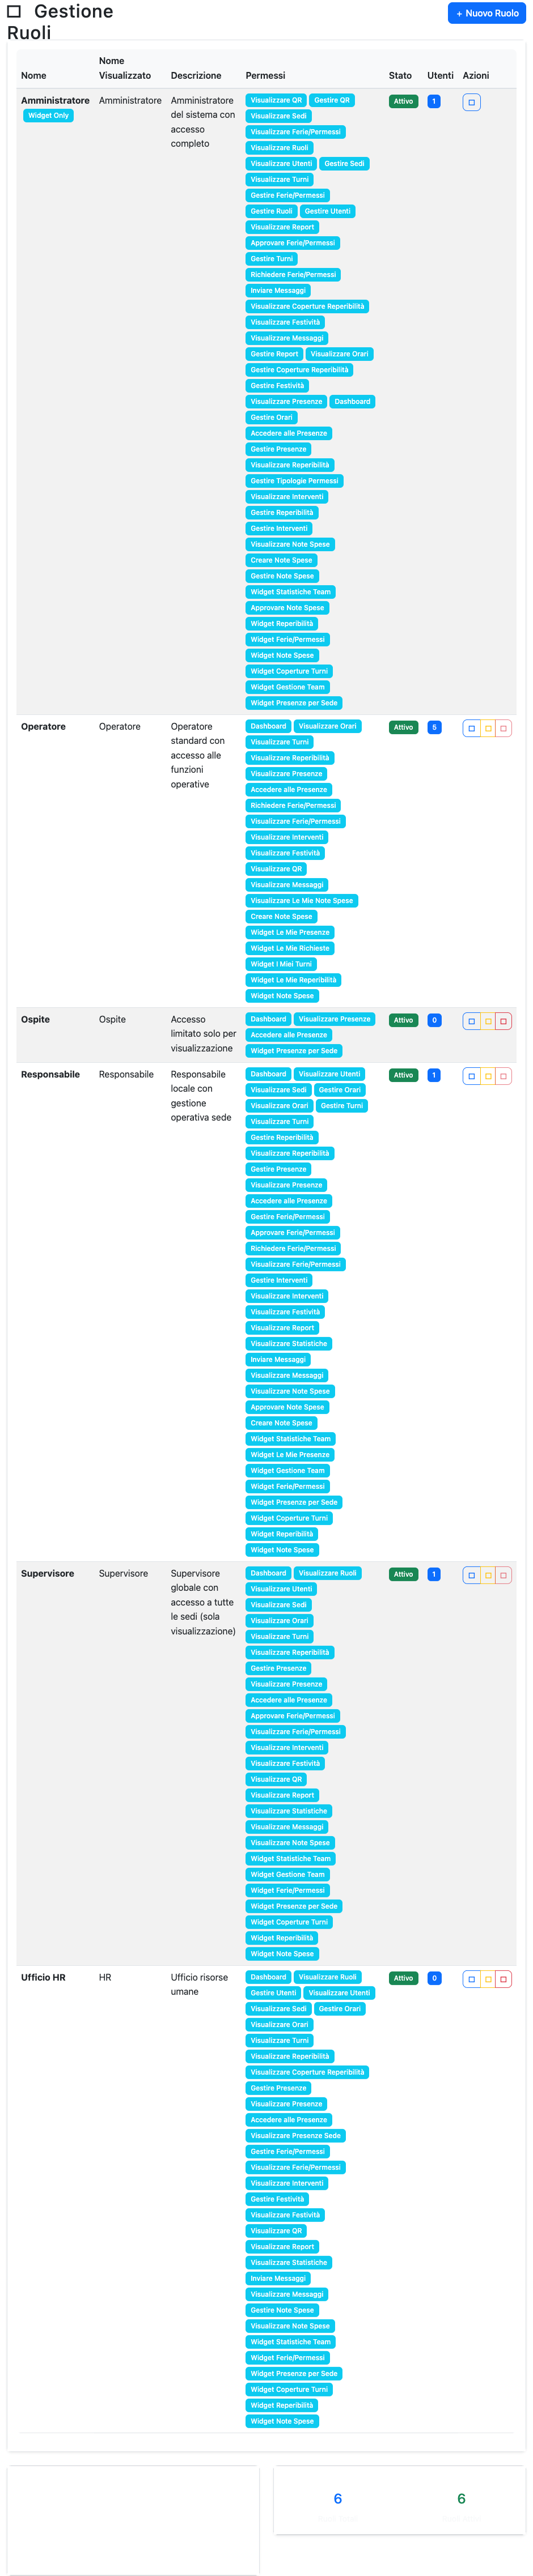 Gestione Ruoli
+ Nuovo Ruolo
Nome
Nome Visualizzato
Descrizione
Permessi
Stato
Utenti
Azioni
Amministratore
Widget Only
Amministratore
Amministratore del sistema con accesso completo
Visualizzare QR Gestire QR
Visualizzare Sedi
Visualizzare Ferie/Permessi
Visualizzare Ruoli
Visualizzare Utenti Gestire Sedi
Visualizzare Turni
Gestire Ferie/Permessi
Gestire Ruoli Gestire Utenti
Visualizzare Report
Approvare Ferie/Permessi
Gestire Turni
Richiedere Ferie/Permessi
Inviare Messaggi
Visualizzare Coperture Reperibilità
Visualizzare Festività
Visualizzare Messaggi
Gestire Report Visualizzare Orari
Gestire Coperture Reperibilità
Gestire Festività
Visualizzare Presenze Dashboard
Gestire Orari
Accedere alle Presenze
Gestire Presenze
Visualizzare Reperibilità
Gestire Tipologie Permessi
Visualizzare Interventi
Gestire Reperibilità
Gestire Interventi
Visualizzare Note Spese
Creare Note Spese
Gestire Note Spese
Widget Statistiche Team
Approvare Note Spese
Widget Reperibilità
Widget Ferie/Permessi
Widget Note Spese
Widget Coperture Turni
Widget Gestione Team
Widget Presenze per Sede
Attivo
1
Operatore
Operatore
Operatore standard con accesso alle funzioni operative
Dashboard Visualizzare Orari
Visualizzare Turni
Visualizzare Reperibilità
Visualizzare Presenze
Accedere alle Presenze
Richiedere Ferie/Permessi
Visualizzare Ferie/Permessi
Visualizzare Interventi
Visualizzare Festività
Visualizzare QR
Visualizzare Messaggi
Visualizzare Le Mie Note Spese
Creare Note Spese
Widget Le Mie Presenze
Widget Le Mie Richieste
Widget I Miei Turni
Widget Le Mie Reperibilità
Widget Note Spese
Attivo
5
Ospite
Ospite
Accesso limitato solo per visualizzazione
Dashboard Visualizzare Presenze
Accedere alle Presenze
Widget Presenze per Sede
Attivo
0
Responsabile
Responsabile
Responsabile locale con gestione operativa sede
Dashboard Visualizzare Utenti
Visualizzare Sedi Gestire Orari
Visualizzare Orari Gestire Turni
Visualizzare Turni
Gestire Reperibilità
Visualizzare Reperibilità
Gestire Presenze
Visualizzare Presenze
Accedere alle Presenze
Gestire Ferie/Permessi
Approvare Ferie/Permessi
Richiedere Ferie/Permessi
Visualizzare Ferie/Permessi
Gestire Interventi
Visualizzare Interventi
Visualizzare Festività
Visualizzare Report
Visualizzare Statistiche
Inviare Messaggi
Visualizzare Messaggi
Visualizzare Note Spese
Approvare Note Spese
Creare Note Spese
Widget Statistiche Team
Widget Le Mie Presenze
Widget Gestione Team
Widget Ferie/Permessi
Widget Presenze per Sede
Widget Coperture Turni
Widget Reperibilità
Widget Note Spese
Attivo
1
Supervisore
Supervisore
Supervisore globale con accesso a tutte le sedi (sola visualizzazione)
Dashboard Visualizzare Ruoli
Visualizzare Utenti
Visualizzare Sedi
Visualizzare Orari
Visualizzare Turni
Visualizzare Reperibilità
Gestire Presenze
Visualizzare Presenze
Accedere alle Presenze
Approvare Ferie/Permessi
Visualizzare Ferie/Permessi
Visualizzare Interventi
Visualizzare Festività
Visualizzare QR
Visualizzare Report
Visualizzare Statistiche
Visualizzare Messaggi
Visualizzare Note Spese
Widget Statistiche Team
Widget Gestione Team
Widget Ferie/Permessi
Widget Presenze per Sede
Widget Coperture Turni
Widget Reperibilità
Widget Note Spese
Attivo
1
Ufficio HR
HR
Ufficio risorse umane
Dashboard Visualizzare Ruoli
Gestire Utenti Visualizzare Utenti
Visualizzare Sedi Gestire Orari
Visualizzare Orari
Visualizzare Turni
Visualizzare Reperibilità
Visualizzare Coperture Reperibilità
Gestire Presenze
Visualizzare Presenze
Accedere alle Presenze
Visualizzare Presenze Sede
Gestire Ferie/Permessi
Visualizzare Ferie/Permessi
Visualizzare Interventi
Gestire Festività
Visualizzare Festività
Visualizzare QR
Visualizzare Report
Visualizzare Statistiche
Inviare Messaggi
Visualizzare Messaggi
Gestire Note Spese
Visualizzare Note Spese
Widget Statistiche Team
Widget Ferie/Permessi
Widget Presenze per Sede
Widget Coperture Turni
Widget Reperibilità
Widget Note Spese
Attivo
0
6
6